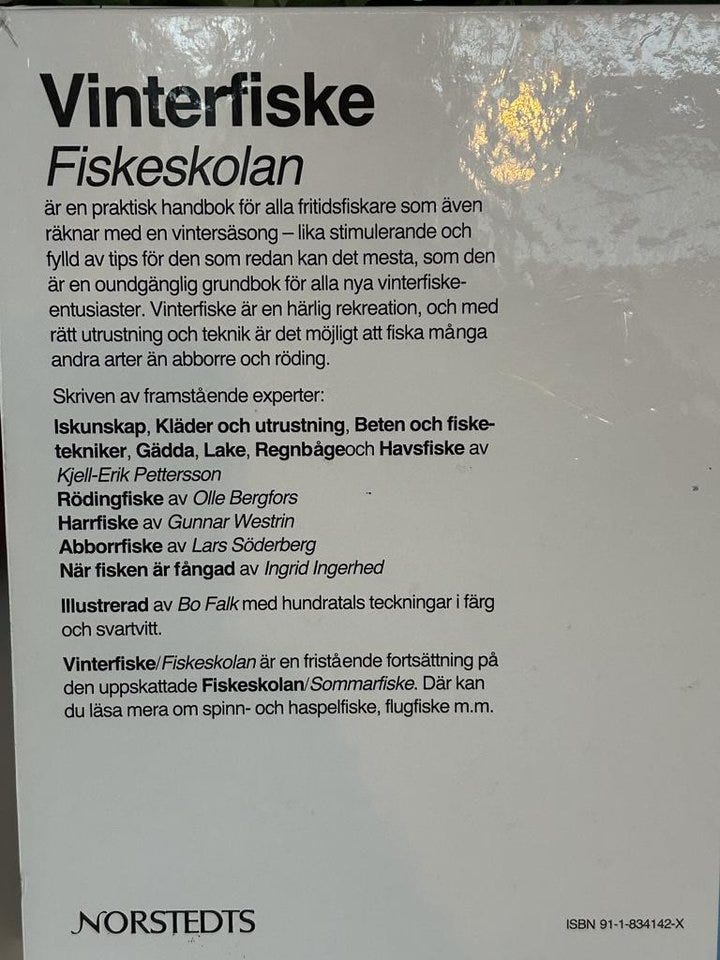 Vinterfiske
Fiskeskolan
är en praktisk handbok för alla fritidsfiskare som även
räknar med en vintersäsong – lika stimulerande och
fylld av tips för den som redan kan det mesta, som den
är en oundgänglig grundbok för alla nya vinterfiske-
entusiaster. Vinterfiske är en härlig rekreation, och med
rätt utrustning och teknik är det möjligt att fiska många
andra arter än abborre och röding.
Skriven av framstående experter:
Iskunskap, Kläder och utrustning, Beten och fiske-
tekniker, Gädda, Lake, Regnbågeoch Havsfiske av
Kjell-Erik Pettersson
Rödingfiske av Olle Bergfors
Harrfiske av Gunnar Westrin
Abborrfiske av Lars Söderberg
När fisken är fångad av Ingrid Ingerhed
Illustrerad av Bo Falk med hundratals teckningar i färg
och svartvitt.
Vinterfiske/Fiskeskolan är en fristående fortsättning på
den uppskattade Fiskeskolan/Sommarfiske. Där kan
du läsa mera om spinn- och haspelfiske, flugfiske m.m.
NORSTEDTS
ISBN 91-1-834142-X